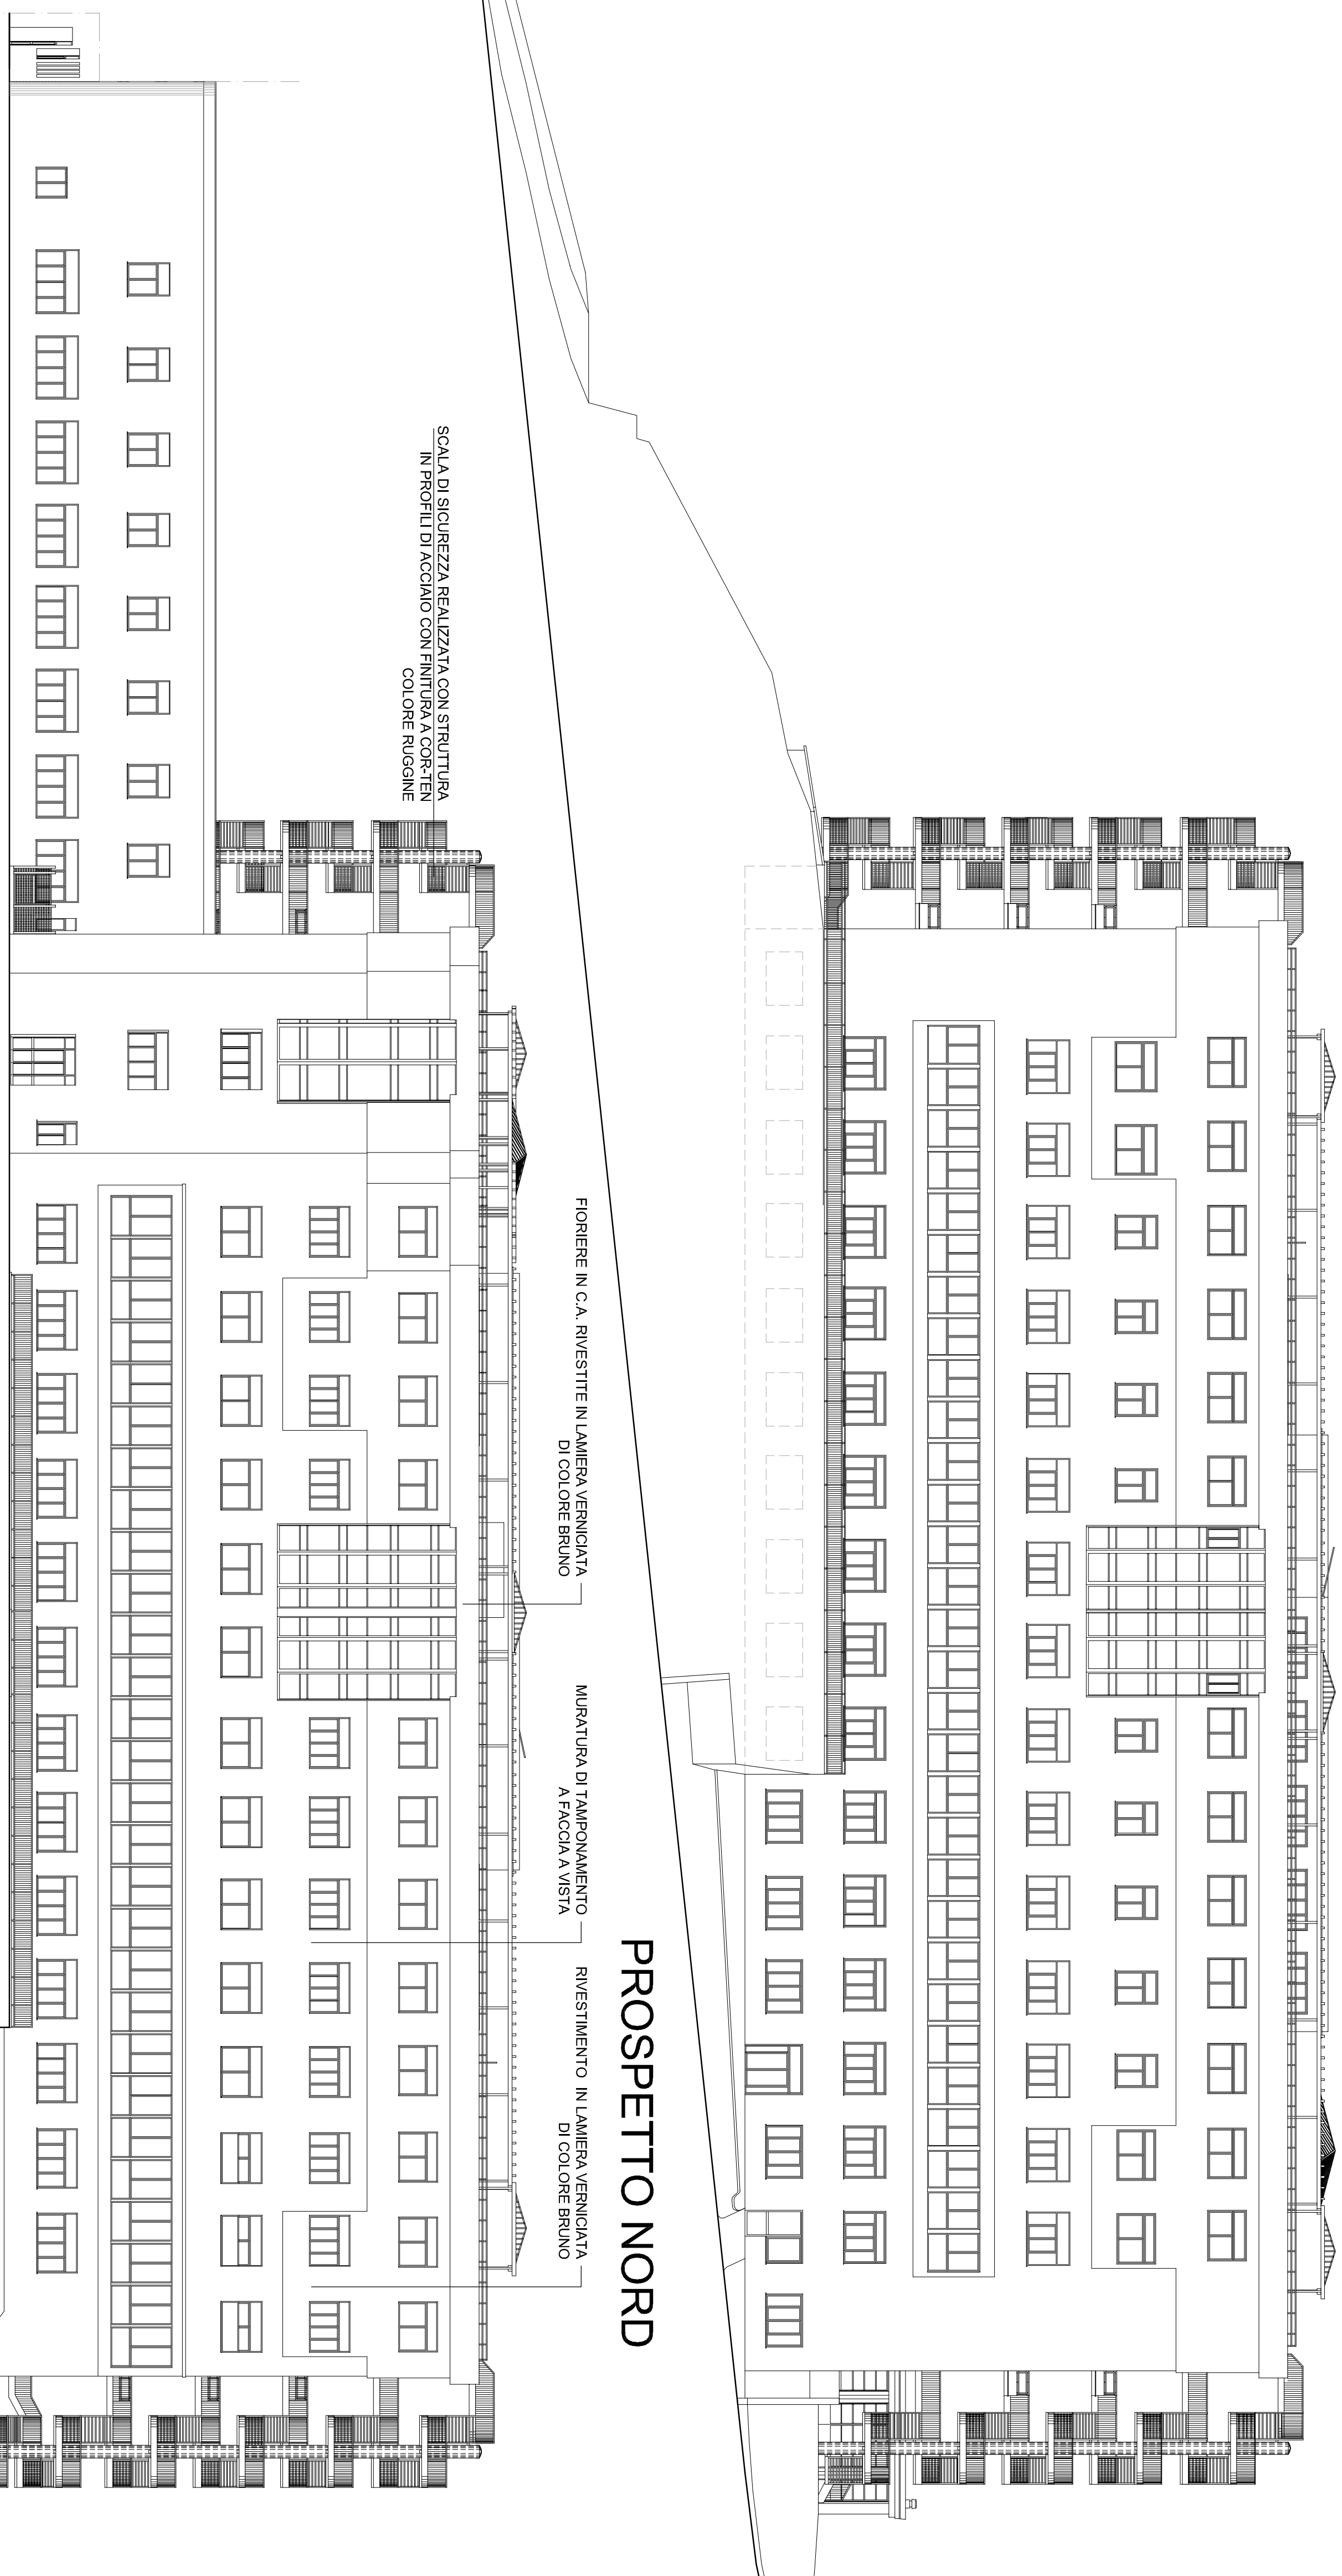 SCALA DI SICUREZZA REALIZZATA CON STRUTTURA
IN PROFILI DI ACCIAIO CON FINITURA A COR-TEN
COLORE RUGGINE
FIORIERE IN C.A. RIVESTITE IN LAMIERA VERNICIATA
DI COLORE BRUNO
MURATURA DI TAMPONAMENTO
A FACCIA A VISTA
RIVESTIMENTO IN LAMIERA VERNICIATA
DI COLORE BRUNO
PROSPETTO NORD